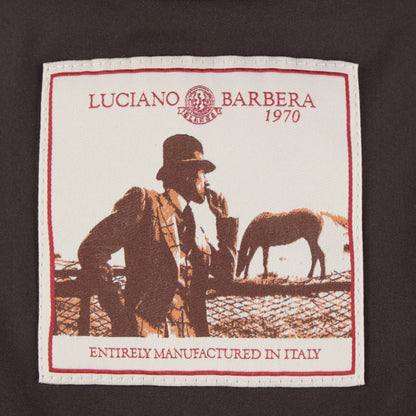 LUCIANO BARBERA
1970
ENTIRELY MANUFACTURED IN ITALY